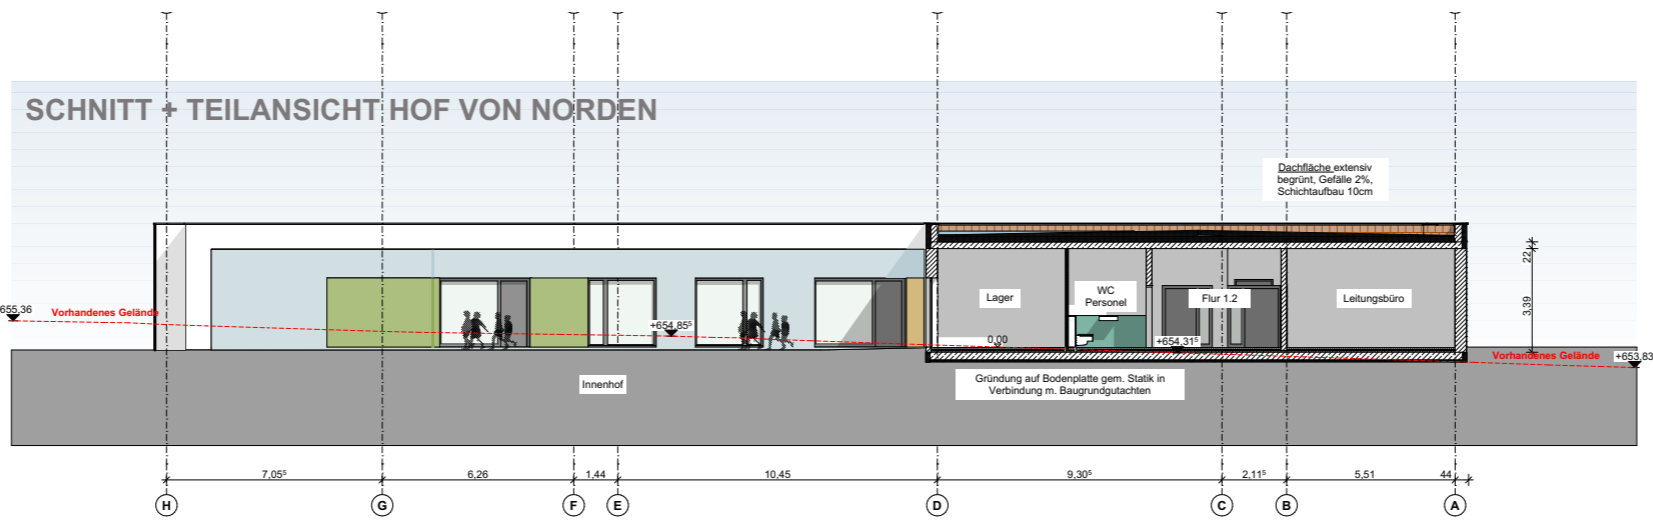 SCHNITT + TEILANSICHT HOF VON NORDEN
Dachfläche extensiv
begrünt, Gefälle 2%,
Schichtaufbau 10cm
22
3,39
Lager
WC
Personel
Flur 1.2
Leitungsbüro
655,36
Vorhandenes Gelände
+654,85⁵
0,00
+654,31⁵
Vorhandenes Gelände
+653,83
Innenhof
Gründung auf Bodenplatte gem. Statik in
Verbindung m. Baugrundgutachten
7,05⁵ 6,26 1,44 10,45 9,30⁵ 2,11⁵ 5,51 44
H G F E D C B A